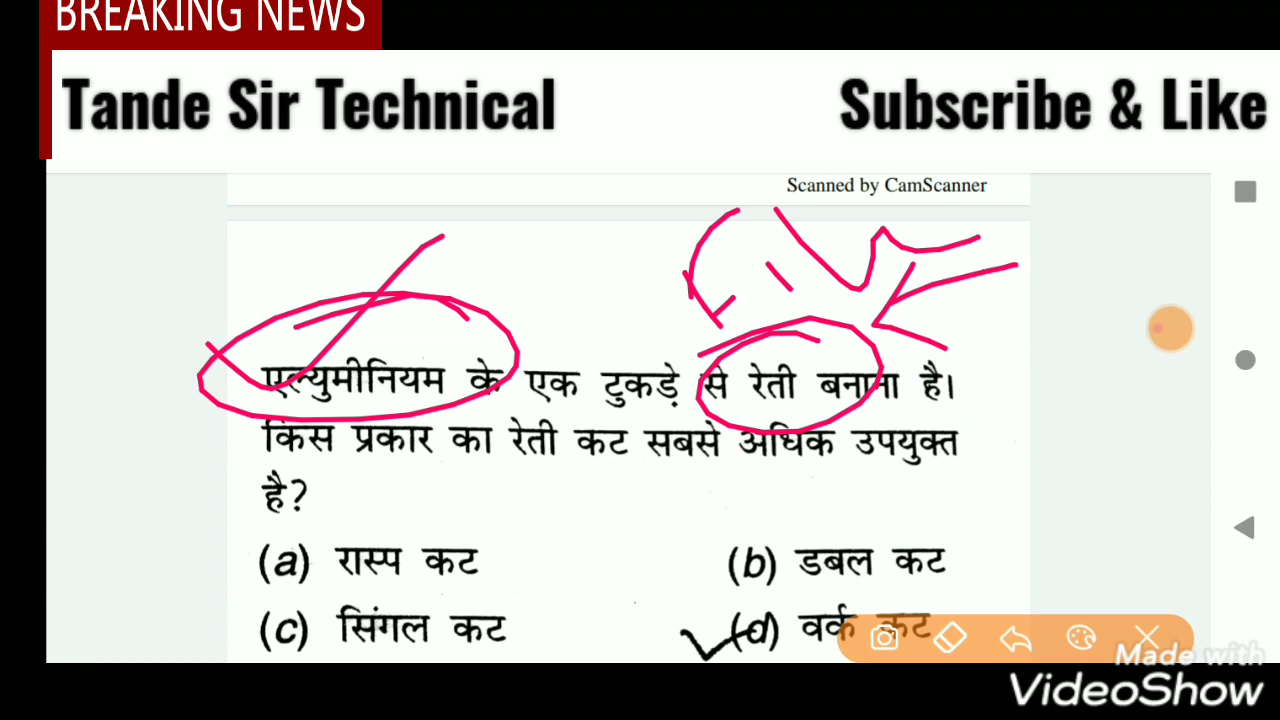 BREAKING NEWS
Tande Sir Technical Subscribe & Like
Scanned by CamScanner
एल्युमीनियम के एक टुकड़े से रेती बनाना है।
किस प्रकार का रेती कट सबसे अधिक उपयुक्त
है?
(a) रास्प कट (b) डबल कट
(c) सिंगल कट (d) वर्क कट
Made with
VideoShow